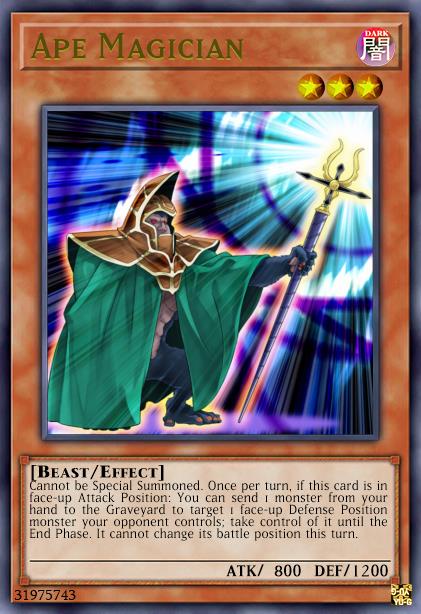 Ape Magician
DARK
闇
[Beast/Effect]
Cannot be Special Summoned. Once per turn, if this card is in
face-up Attack Position: You can send 1 monster from your
hand to the Graveyard to target 1 face-up Defense Position
monster your opponent controls; take control of it until the
End Phase. It cannot change its battle position this turn.
ATK/ 800 DEF/1200
31975743